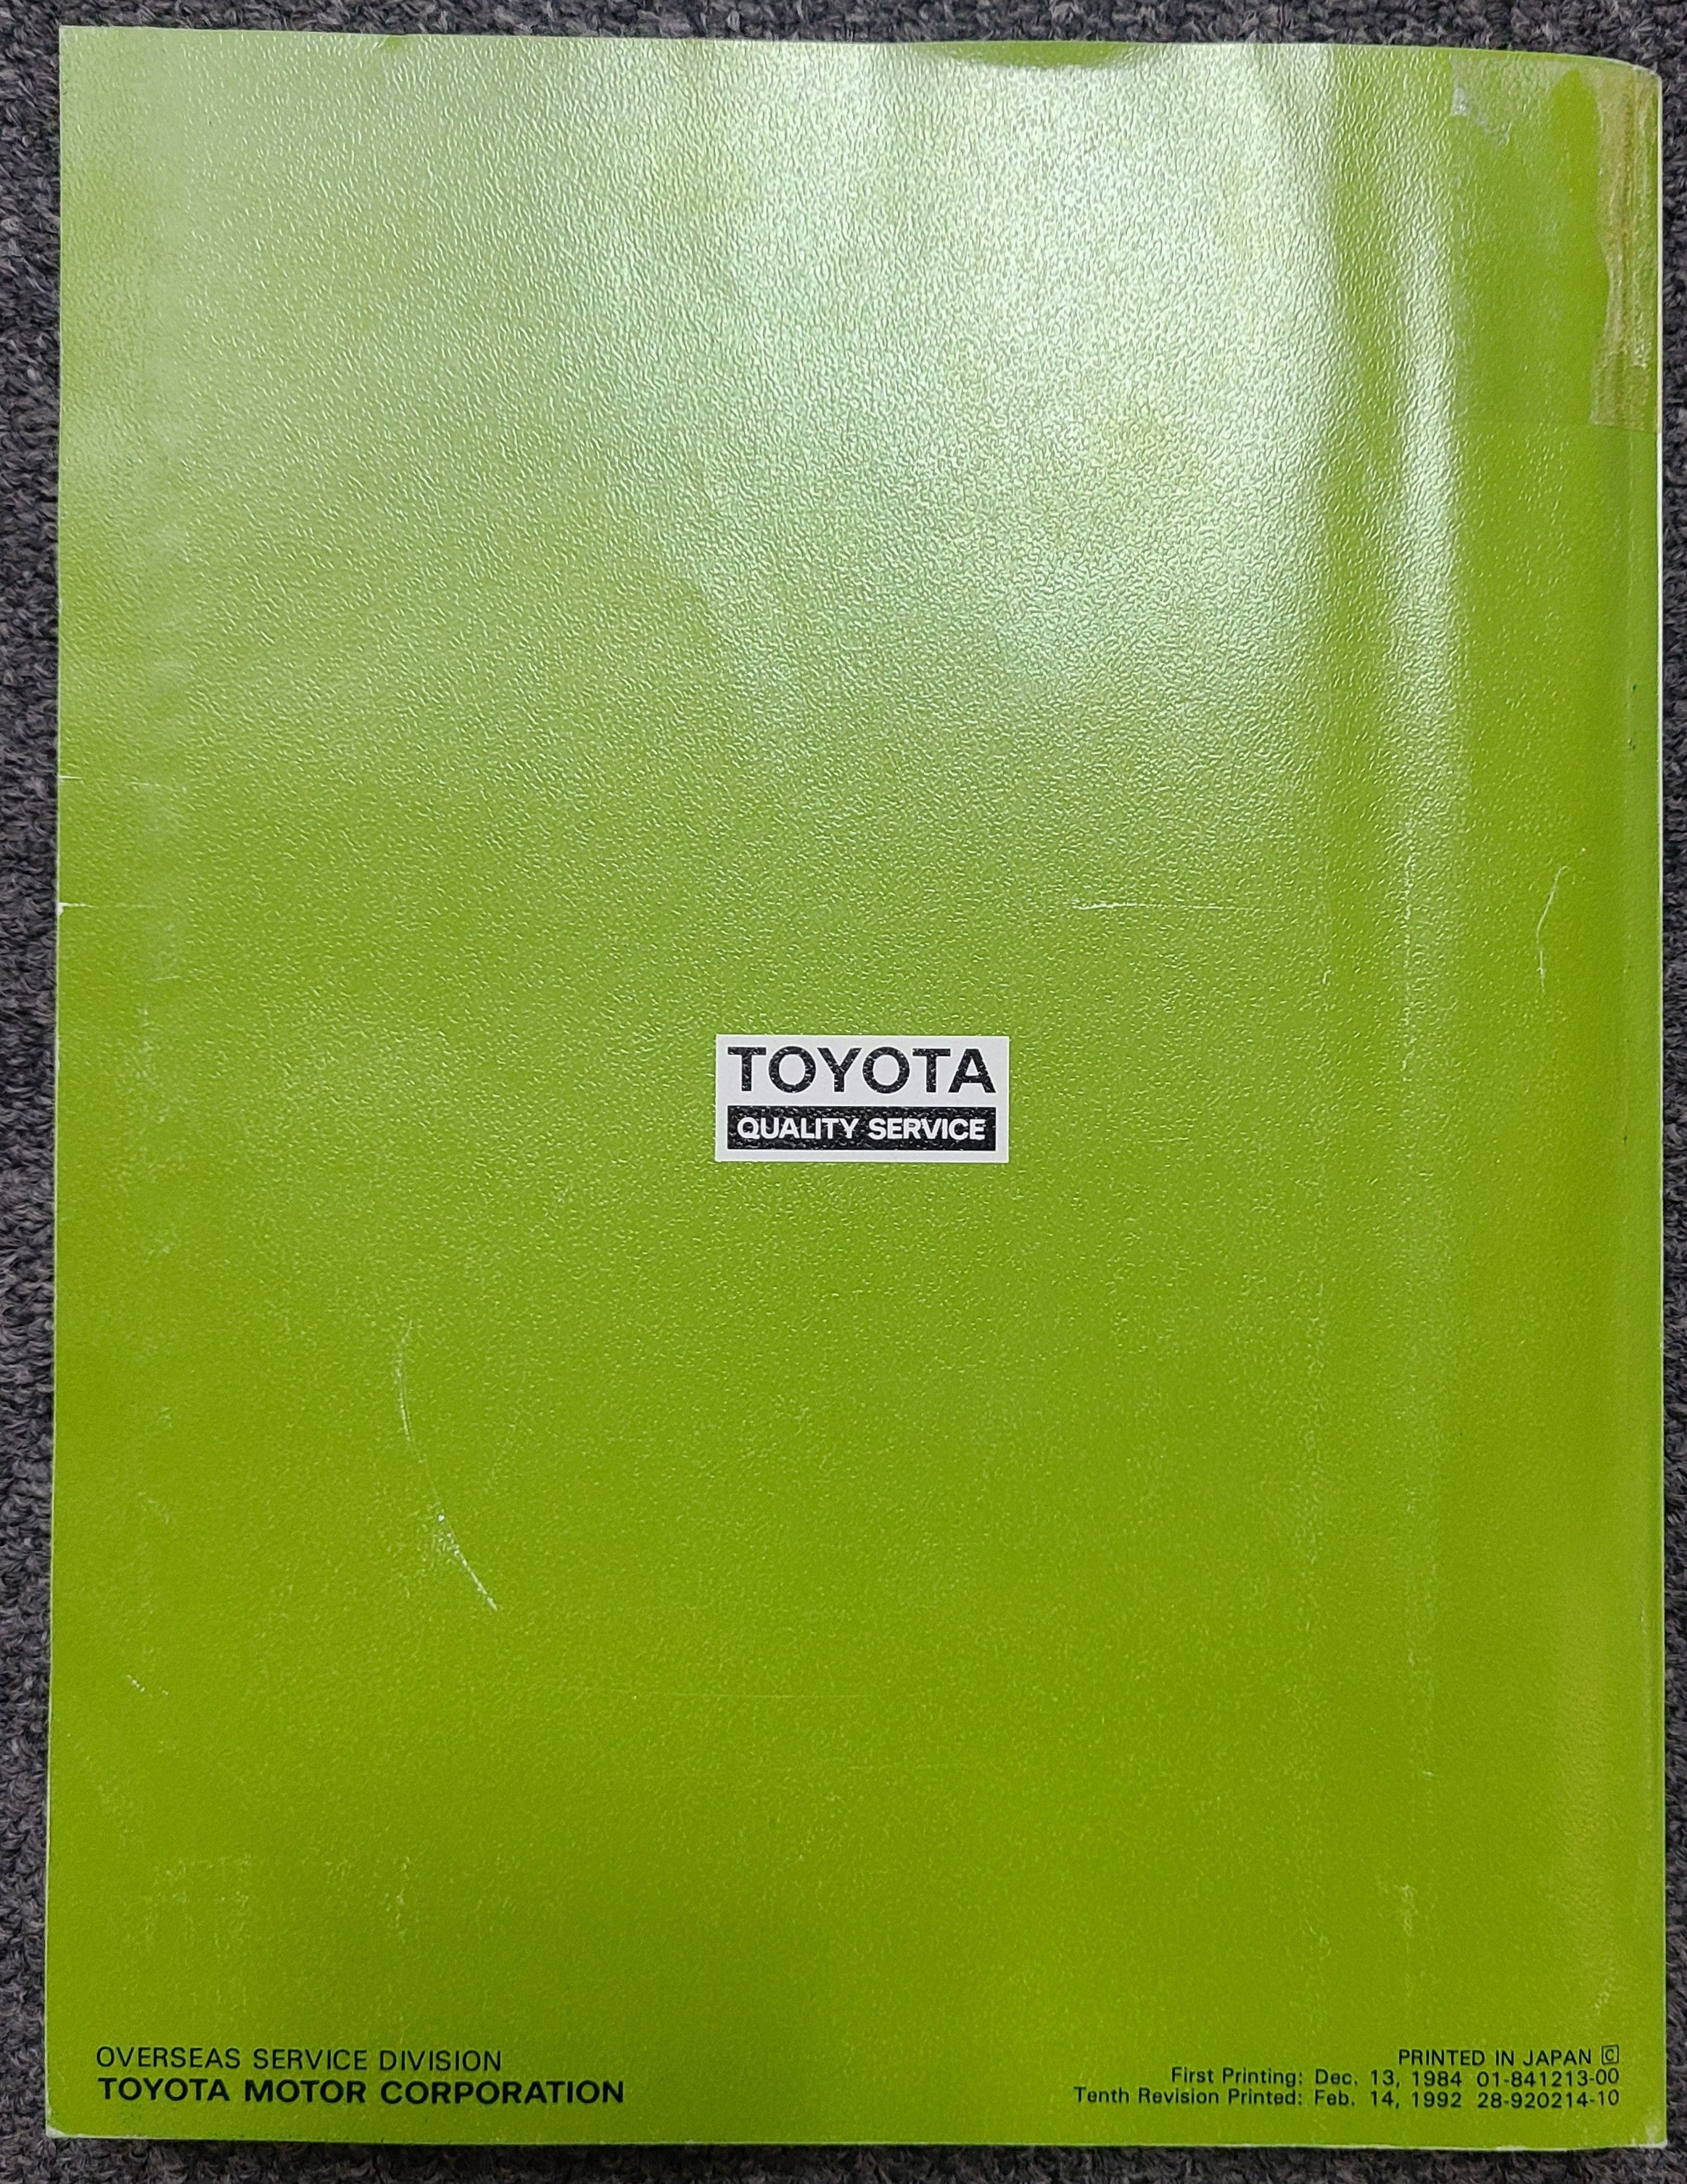 TOYOTA
QUALITY SERVICE
OVERSEAS SERVICE DIVISION
TOYOTA MOTOR CORPORATION
PRINTED IN JAPAN 🄲
First Printing: Dec. 13, 1984 01-841213-00
Tenth Revision Printed: Feb. 14, 1992 28-920214-10